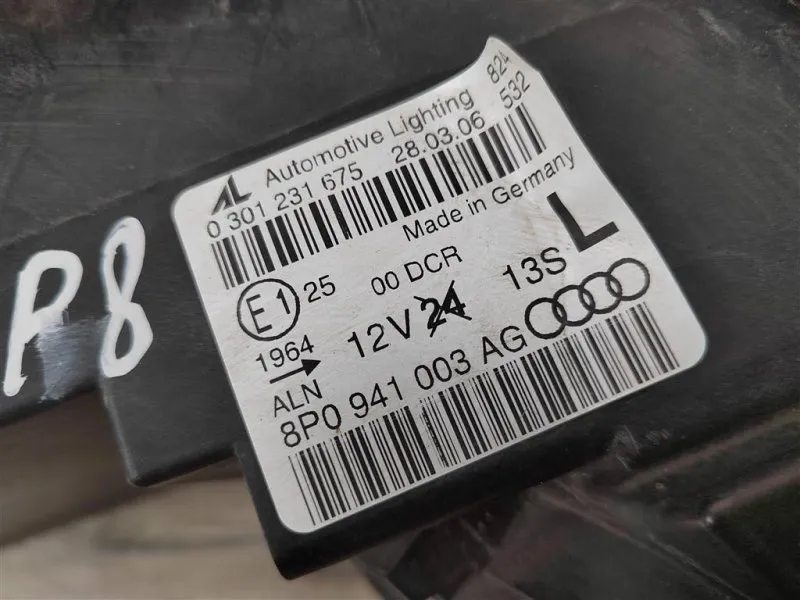 AL Automotive Lighting 824
0 301 231 675 28.03.06 532
Made in Germany
E1 25 00 DCR 13S L
1964 12V 24
ALN
8P0 941 003 AG
P8